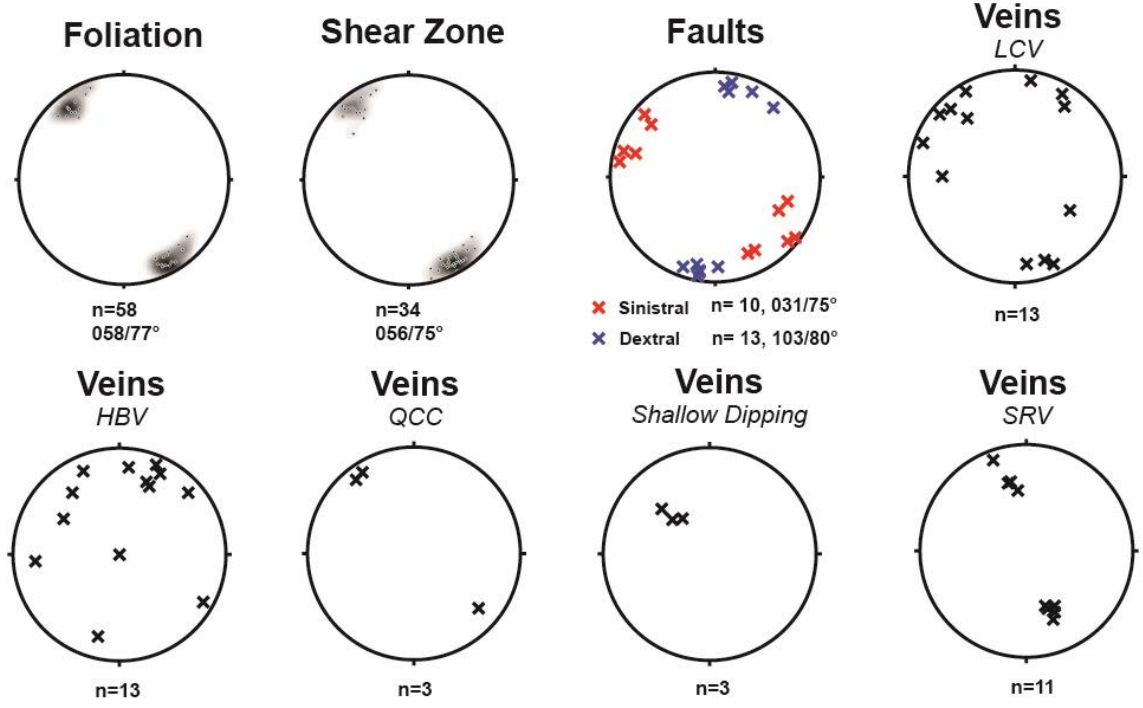 Foliation
n=58
058/77°
Shear Zone
n=34
056/75°
Faults
Sinistral n= 10, 031/75°
Dextral n= 13, 103/80°
Veins
LCV
n=13
Veins
HBV
n=13
Veins
QCC
n=3
Veins
Shallow Dipping
n=3
Veins
SRV
n=11